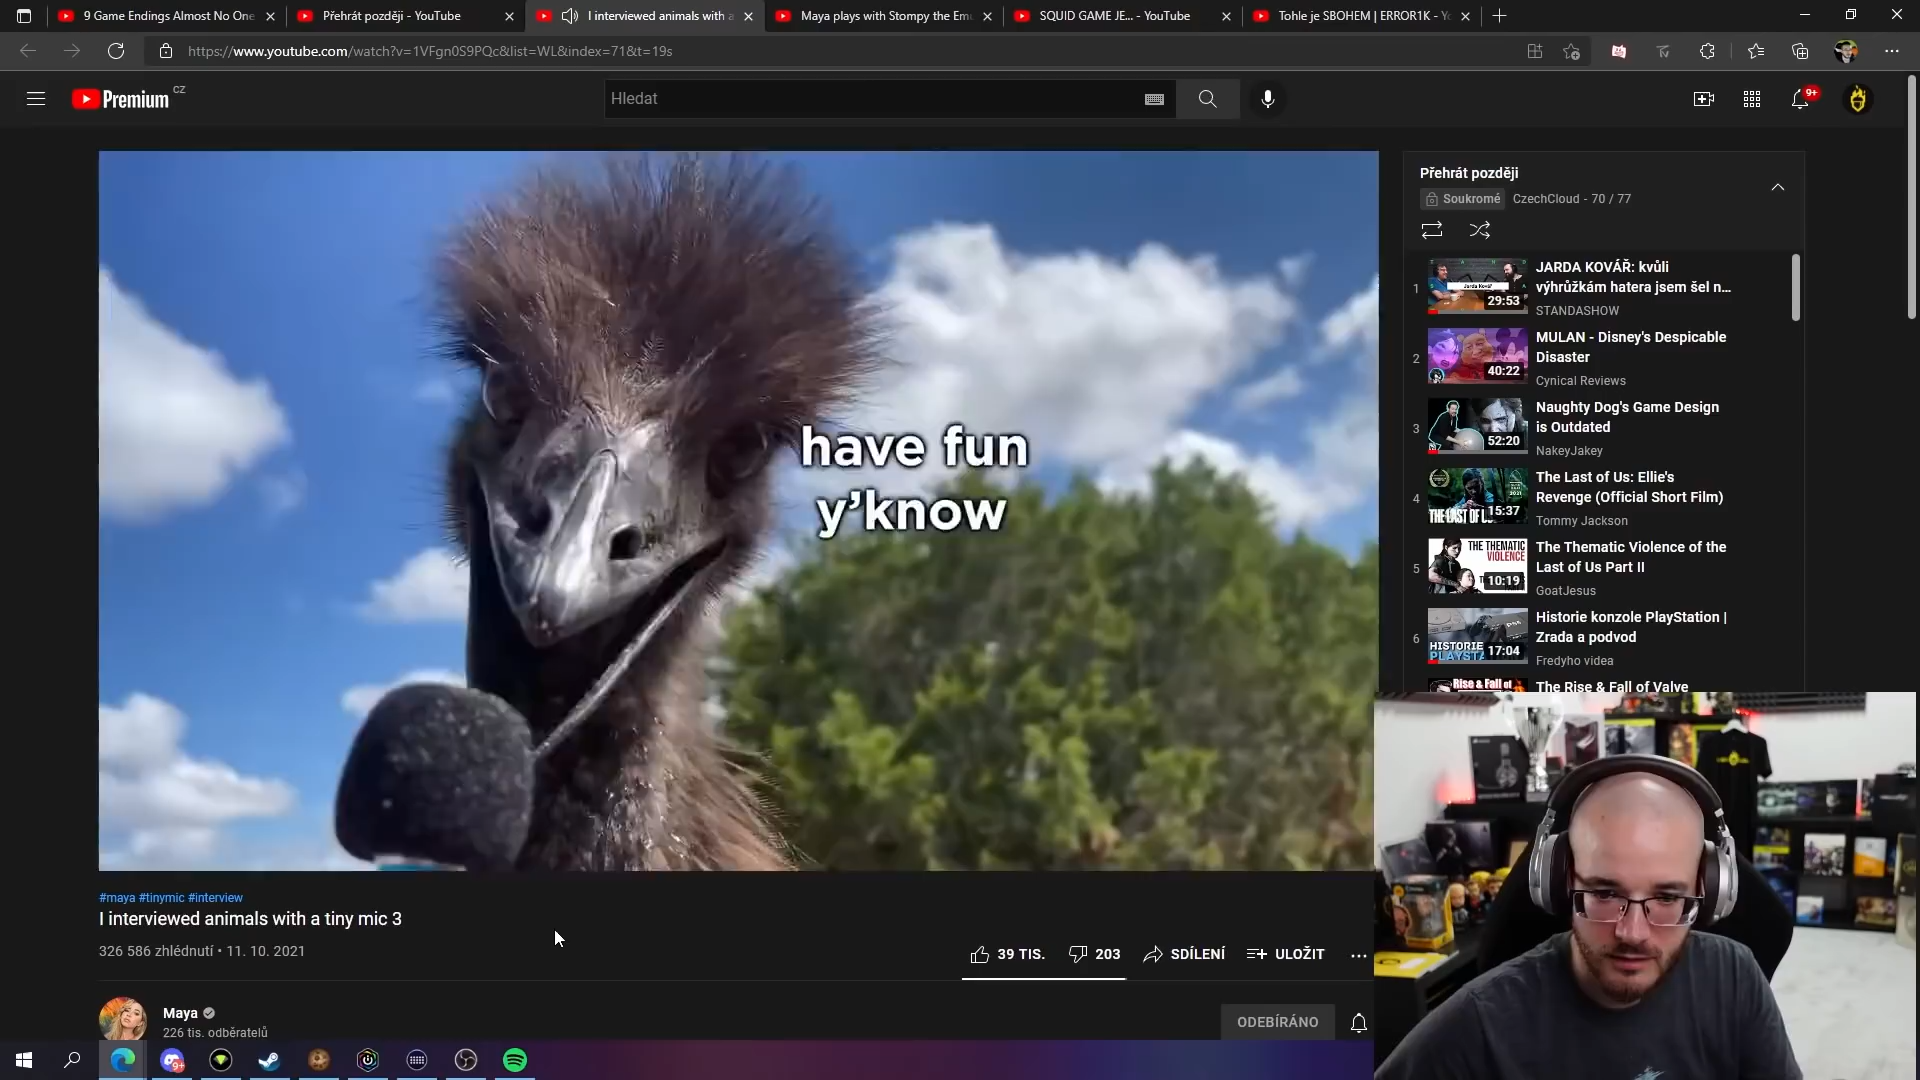 9 Game Endings Almost No One
Přehrát později - YouTube
I interviewed animals with a
Maya plays with Stompy the Em
SQUID GAME JE... - YouTube
Tohle je SBOHEM | ERROR1K - Y
https://www.youtube.com/watch?v=1VFgn0S9PQc&list=WL&index=71&t=19s
Premium CZ
Hledat
9+
have fun
y'know
Přehrát později
Soukromé CzechCloud - 70 / 77
1
29:53
JARDA KOVÁŘ: kvůli
výhrůžkám hatera jsem šel n...
STANDASHOW
2
40:22
MULAN - Disney's Despicable
Disaster
Cynical Reviews
3
52:20
Naughty Dog's Game Design
is Outdated
NakeyJakey
4
15:37
The Last of Us: Ellie's
Revenge (Official Short Film)
Tommy Jackson
5
THE THEMATIC
VIOLENCE
10:19
The Thematic Violence of the
Last of Us Part II
GoatJesus
6
HISTORIE
17:04
Historie konzole PlayStation |
Zrada a podvod
Fredyho videa
Rise & Fall of
The Rise & Fall of Valve
#maya #tinymic #interview
I interviewed animals with a tiny mic 3
326 586 zhlédnutí • 11. 10. 2021
39 TIS.
203
SDÍLENÍ
ULOŽIT
Maya
226 tis. odběratelů
ODEBÍRÁNO
9+